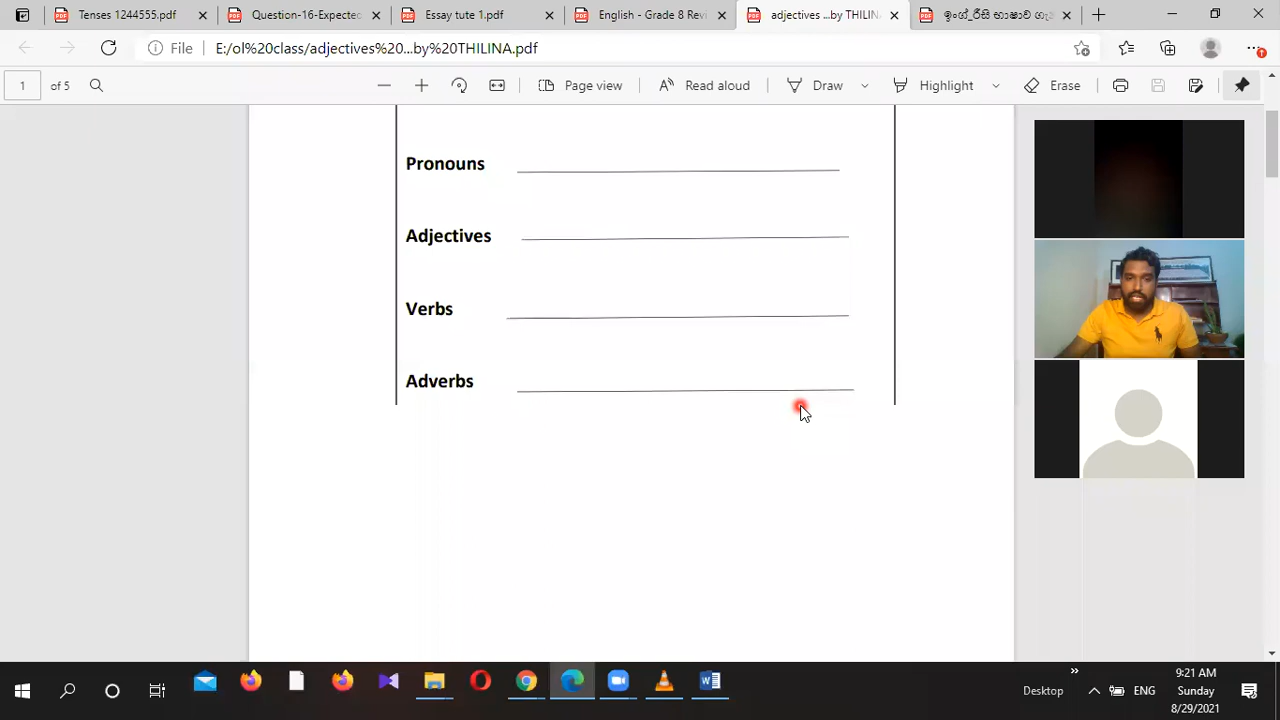 Tenses 1244555.pdf
Question-16-Expected
Essay tute 1.pdf
English - Grade 8 Revi
adjectives ...by THILIN
ඉංග්‍රීසි භාෂාව
File
E:/ol%20class/adjectives%20...by%20THILINA.pdf
1 of 5
Page view
Read aloud
Draw
Highlight
Erase
Pronouns
Adjectives
Verbs
Adverbs
Desktop
ENG
9:21 AM
Sunday
8/29/2021